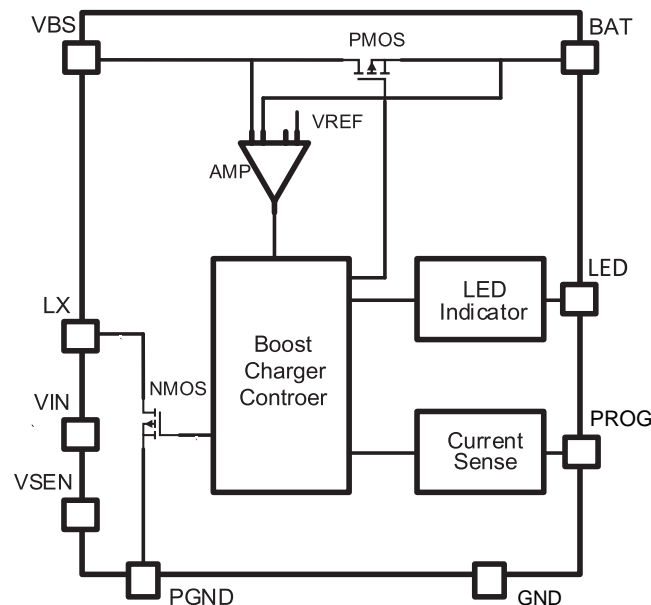 VBS
PMOS
BAT
VREF
AMP
LX
LED
LED
Indicator
Boost
Charger
Controer
NMOS
VIN
PROG
Current
Sense
VSEN
PGND
GND